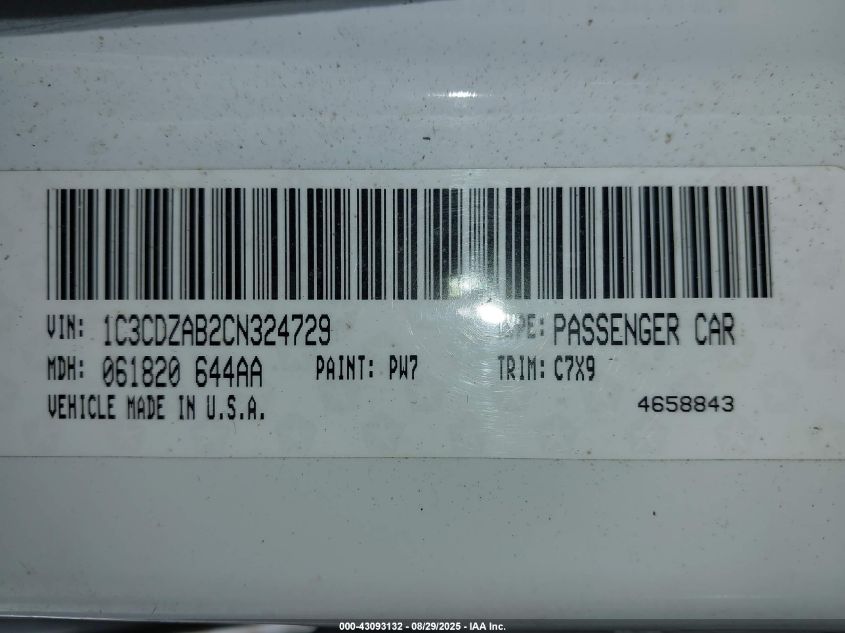 VIN: 1C3CDZAB2CN324729
TYPE: PASSENGER CAR
MDH: 061820 644AA
PAINT: PW7
TRIM: C7X9
VEHICLE MADE IN U.S.A.
4658843
000-43093132 - 08/29/2025 - IAA Inc.